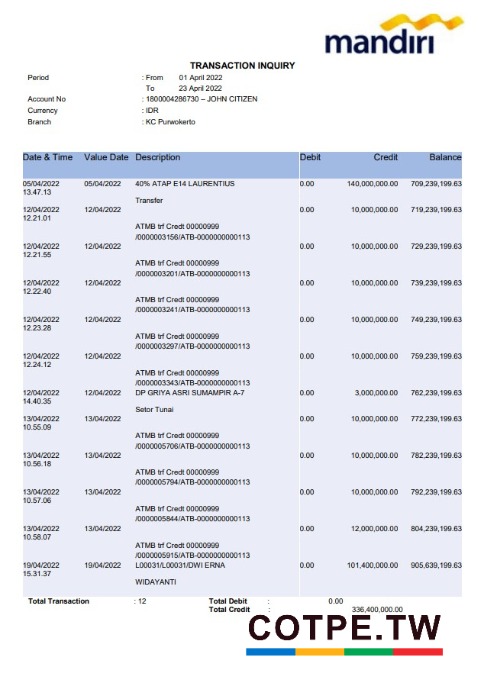 mandiri
TRANSACTION INQUIRY
Period : From 01 April 2022
To 23 April 2022
Account No : 1800004286730 – JOHN CITIZEN
Currency : IDR
Branch : KC Purwokerto
Date & Time Value Date Description Debit Credit Balance
05/04/2022 05/04/2022 40% ATAP E14 LAURENTIUS 0.00 140,000,000.00 709,239,199.63
13.47.13
Transfer
12/04/2022 12/04/2022 0.00 10,000,000.00 719,239,199.63
12.21.01
ATMB trf Credt 00000999
/0000003156/ATB-0000000000113
12/04/2022 12/04/2022 0.00 10,000,000.00 729,239,199.63
12.21.55
ATMB trf Credt 00000999
/0000003201/ATB-0000000000113
12/04/2022 12/04/2022 0.00 10,000,000.00 739,239,199.63
12.22.40
ATMB trf Credt 00000999
/0000003241/ATB-0000000000113
12/04/2022 12/04/2022 0.00 10,000,000.00 749,239,199.63
12.23.28
ATMB trf Credt 00000999
/0000003297/ATB-0000000000113
12/04/2022 12/04/2022 0.00 10,000,000.00 759,239,199.63
12.24.12
ATMB trf Credt 00000999
/0000003343/ATB-0000000000113
12/04/2022 12/04/2022 DP GRIYA ASRI SUMAMPIR A-7 0.00 3,000,000.00 762,239,199.63
14.40.35
Setor Tunai
13/04/2022 13/04/2022 0.00 10,000,000.00 772,239,199.63
10.55.09
ATMB trf Credt 00000999
/0000005706/ATB-0000000000113
13/04/2022 13/04/2022 0.00 10,000,000.00 782,239,199.63
10.56.18
ATMB trf Credt 00000999
/0000005794/ATB-0000000000113
13/04/2022 13/04/2022 0.00 10,000,000.00 792,239,199.63
10.57.06
ATMB trf Credt 00000999
/0000005844/ATB-0000000000113
13/04/2022 13/04/2022 0.00 12,000,000.00 804,239,199.63
10.58.07
ATMB trf Credt 00000999
/0000005915/ATB-0000000000113
19/04/2022 19/04/2022 L00031/L00031/DWI ERNA 0.00 101,400,000.00 905,639,199.63
15.31.37
WIDAYANTI
Total Transaction : 12 Total Debit : 0.00
Total Credit : 336,400,000.00
COTPE.TW